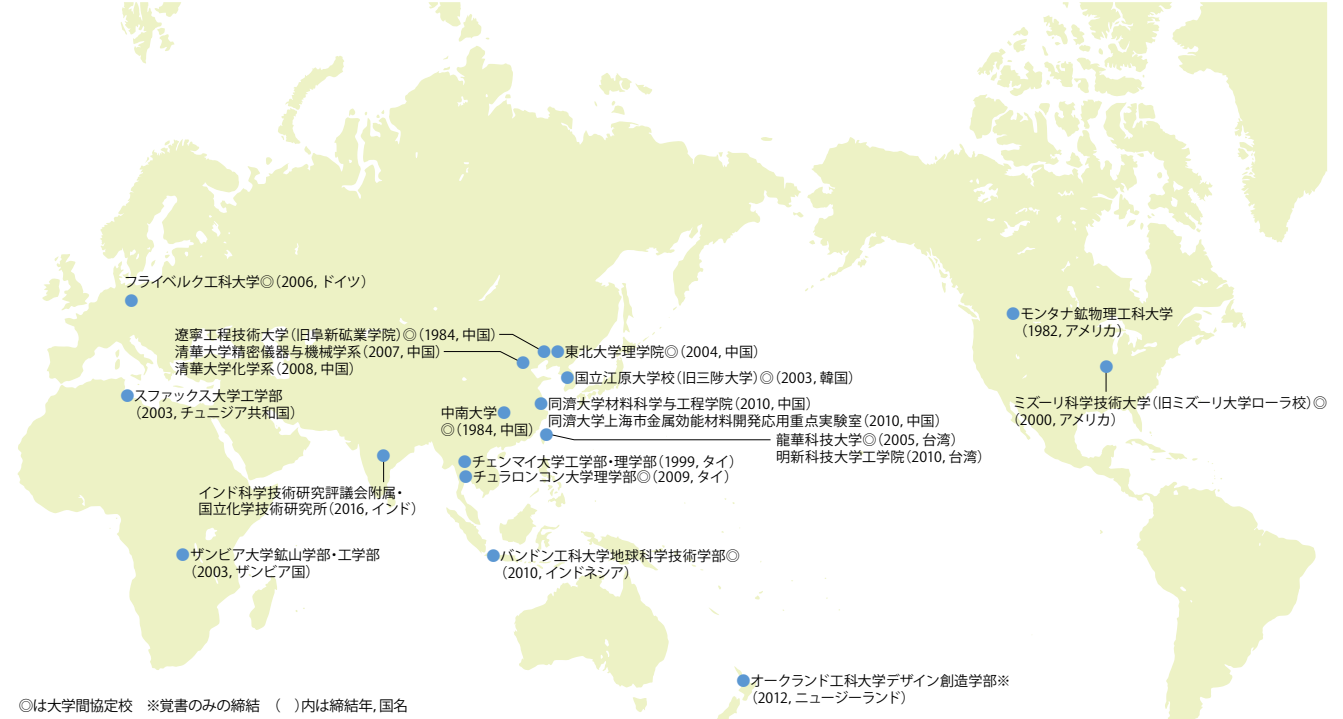 フライベルク工科大学◎(2006, ドイツ)
遼寧工程技術大学(旧阜新砿業学院)◎(1984, 中国)
清華大学精密儀器与機械学系(2007, 中国)
清華大学化学系(2008, 中国)
東北大学理学院◎(2004, 中国)
国立江原大学校(旧三陟大学)◎(2003, 韓国)
スファックス大学工学部
(2003, チュニジア共和国)
中南大学
◎(1984, 中国)
同濟大学材料科学与工程学院(2010, 中国)
同濟大学上海市金属効能材料開発応用重点実験室(2010, 中国)
龍華科技大学◎(2005, 台湾)
明新科技大学工学院(2010, 台湾)
チェンマイ大学工学部・理学部(1999, タイ)
チュラロンコン大学理学部◎(2009, タイ)
インド科学技術研究評議会附属・
国立化学技術研究所(2016, インド)
ザンビア大学鉱山学部・工学部
(2003, ザンビア国)
バンドン工科大学地球科学技術学部◎
(2010, インドネシア)
モンタナ鉱物理工科大学
(1982, アメリカ)
ミズーリ科学技術大学(旧ミズーリ大学ローラ校)◎
(2000, アメリカ)
オークランド工科大学デザイン創造学部※
(2012, ニュージーランド)
◎は大学間協定校 ※覚書のみの締結 ( )内は締結年, 国名